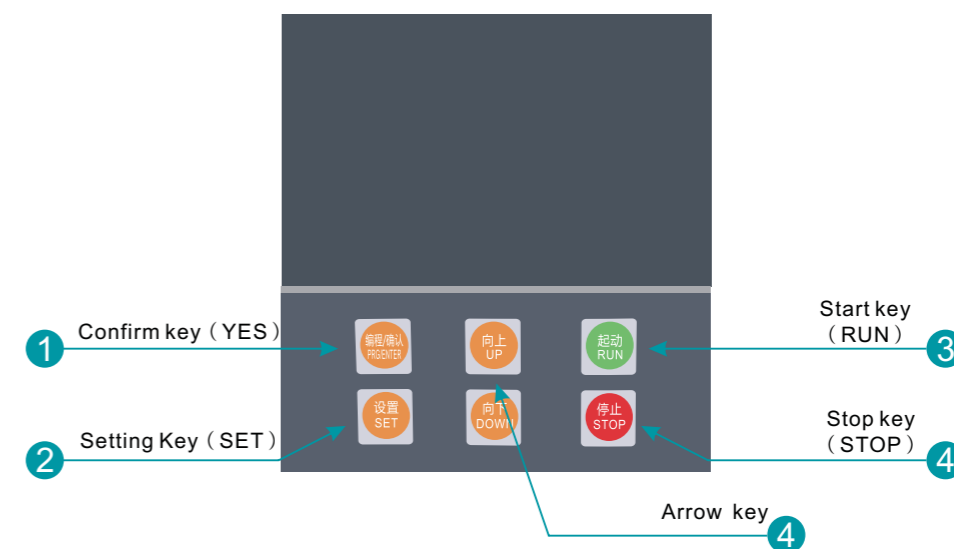 1
Confirm key（YES）
编程/确认
PRG\ENTER
向上
UP
起动
RUN
Start key
（RUN）
3
2
Setting Key（SET）
设置
SET
向下
DOWN
停止
STOP
Stop key
（STOP）
4
Arrow key
4